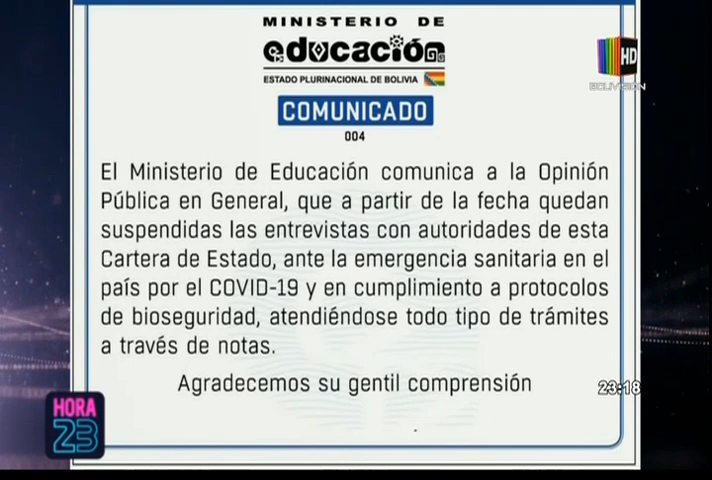 MINISTERIO DE
educación
ESTADO PLURINACIONAL DE BOLIVIA
COMUNICADO
004
El Ministerio de Educación comunica a la Opinión
Pública en General, que a partir de la fecha quedan
suspendidas las entrevistas con autoridades de esta
Cartera de Estado, ante la emergencia sanitaria en el
país por el COVID-19 y en cumplimiento a protocolos
de bioseguridad, atendiéndose todo tipo de trámites
a través de notas.
Agradecemos su gentil comprensión
HD
BOLIVISIÓN
23:18
HORA
23